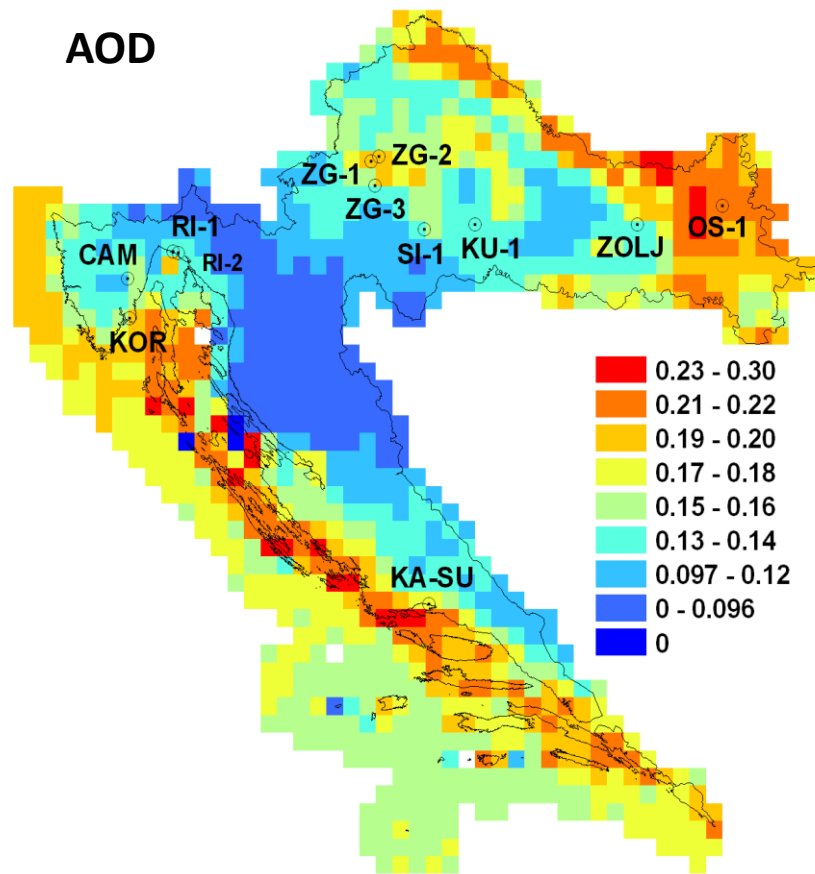 AOD
ZG-2
ZG-1
ZG-3
RI-1
OS-1
SI-1
KU-1
ZOLJ
CAM
RI-2
KOR
0.23 - 0.30
0.21 - 0.22
0.19 - 0.20
0.17 - 0.18
0.15 - 0.16
0.13 - 0.14
0.097 - 0.12
0 - 0.096
0
KA-SU